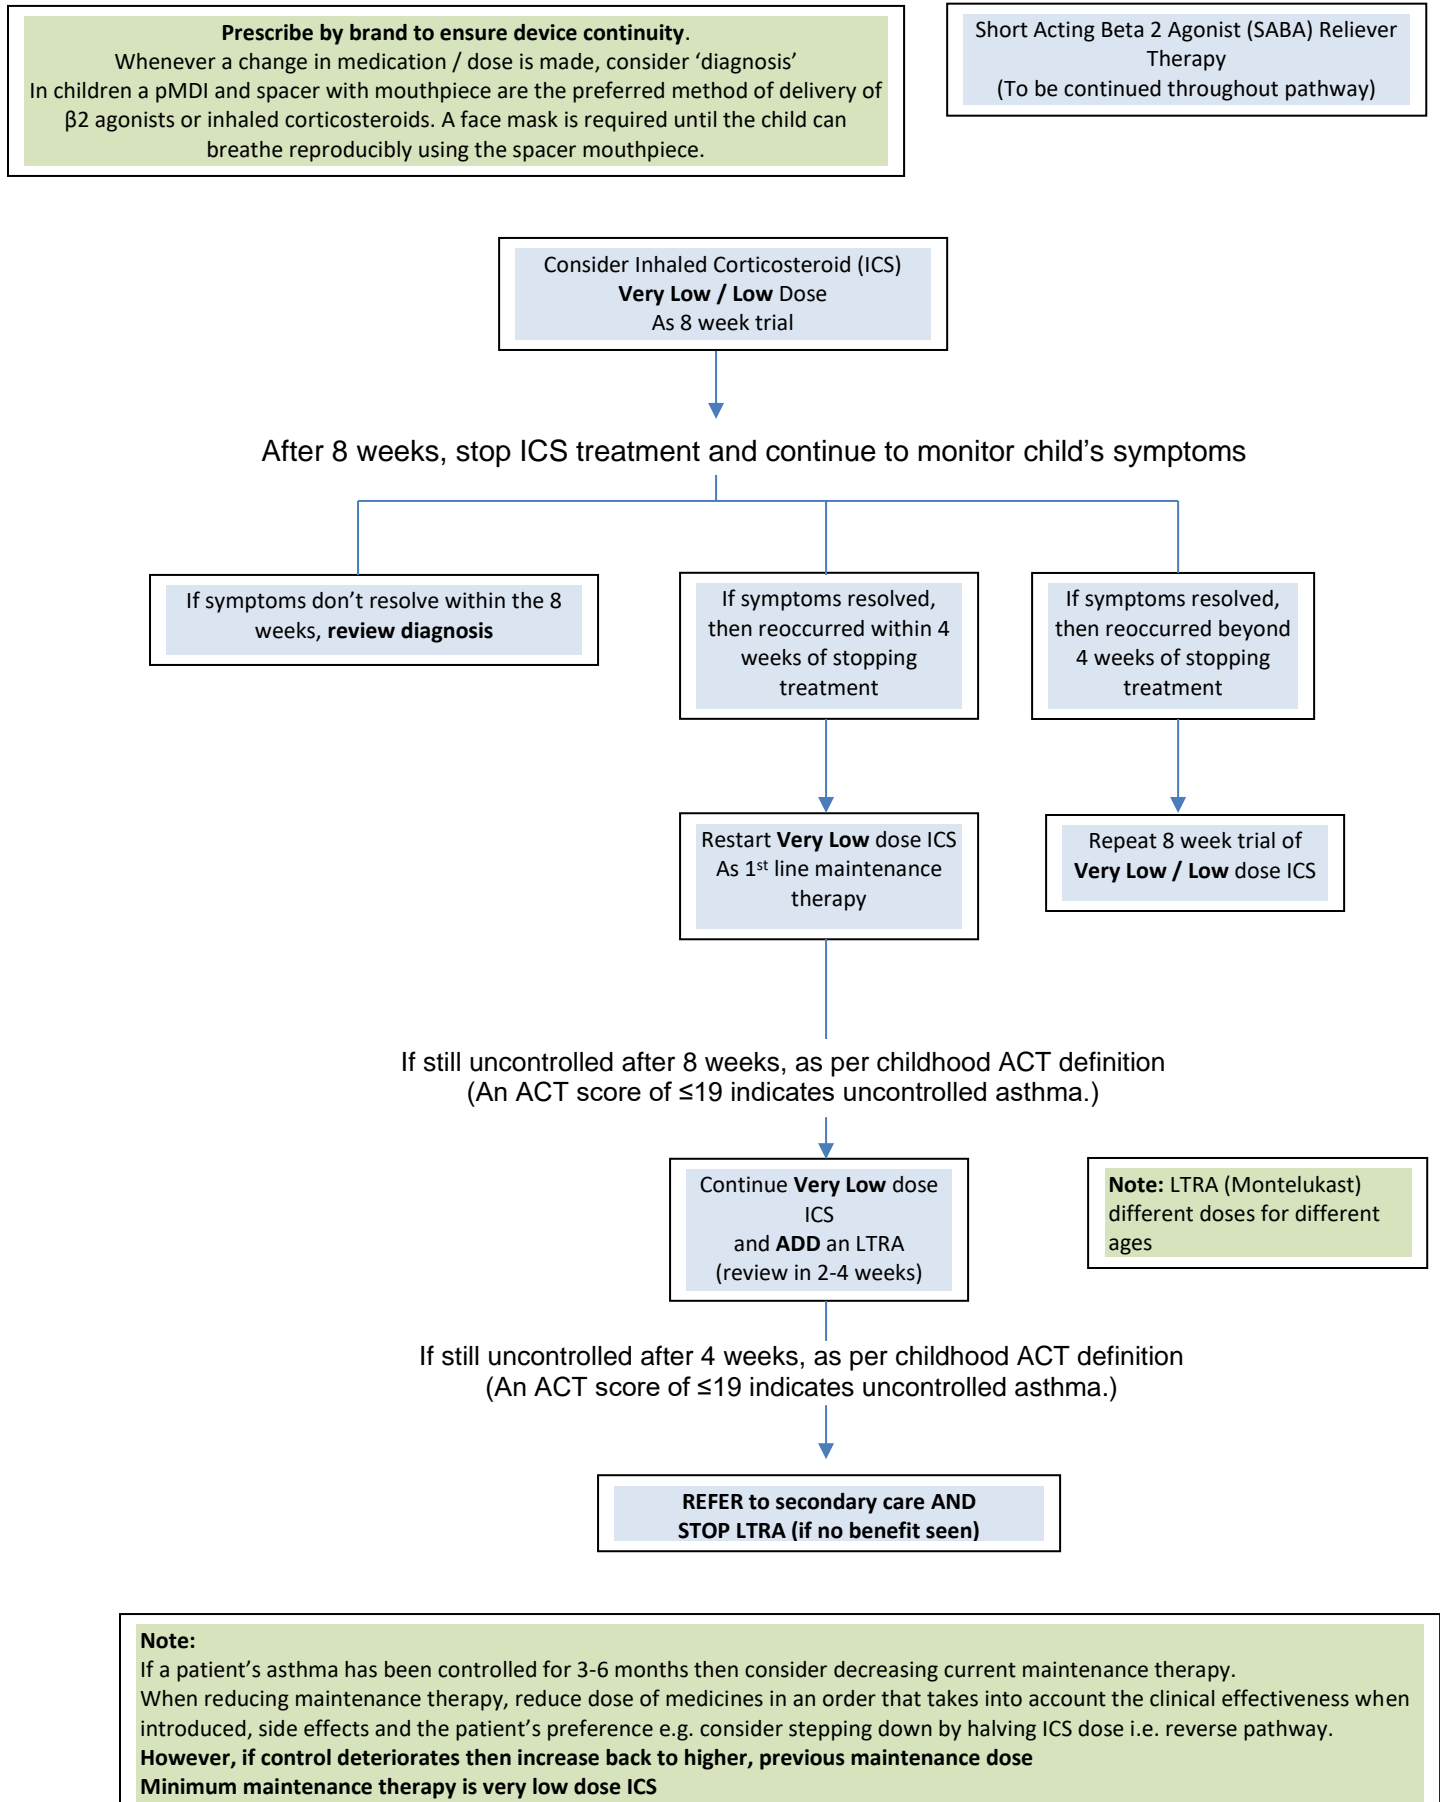 Prescribe by brand to ensure device continuity.
Whenever a change in medication / dose is made, consider ‘diagnosis’
In children a pMDI and spacer with mouthpiece are the preferred method of delivery of
β2 agonists or inhaled corticosteroids. A face mask is required until the child can
breathe reproducibly using the spacer mouthpiece.
Short Acting Beta 2 Agonist (SABA) Reliever
Therapy
(To be continued throughout pathway)
Consider Inhaled Corticosteroid (ICS)
Very Low / Low Dose
As 8 week trial
After 8 weeks, stop ICS treatment and continue to monitor child’s symptoms
If symptoms don’t resolve within the 8
weeks, review diagnosis
If symptoms resolved,
then reoccurred within 4
weeks of stopping
treatment
If symptoms resolved,
then reoccurred beyond
4 weeks of stopping
treatment
Restart Very Low dose ICS
As 1st line maintenance
therapy
Repeat 8 week trial of
Very Low / Low dose ICS
If still uncontrolled after 8 weeks, as per childhood ACT definition
(An ACT score of ≤19 indicates uncontrolled asthma.)
Continue Very Low dose
ICS
and ADD an LTRA
(review in 2-4 weeks)
Note: LTRA (Montelukast)
different doses for different
ages
If still uncontrolled after 4 weeks, as per childhood ACT definition
(An ACT score of ≤19 indicates uncontrolled asthma.)
REFER to secondary care AND
STOP LTRA (if no benefit seen)
Note:
If a patient’s asthma has been controlled for 3-6 months then consider decreasing current maintenance therapy.
When reducing maintenance therapy, reduce dose of medicines in an order that takes into account the clinical effectiveness when
introduced, side effects and the patient’s preference e.g. consider stepping down by halving ICS dose i.e. reverse pathway.
However, if control deteriorates then increase back to higher, previous maintenance dose
Minimum maintenance therapy is very low dose ICS